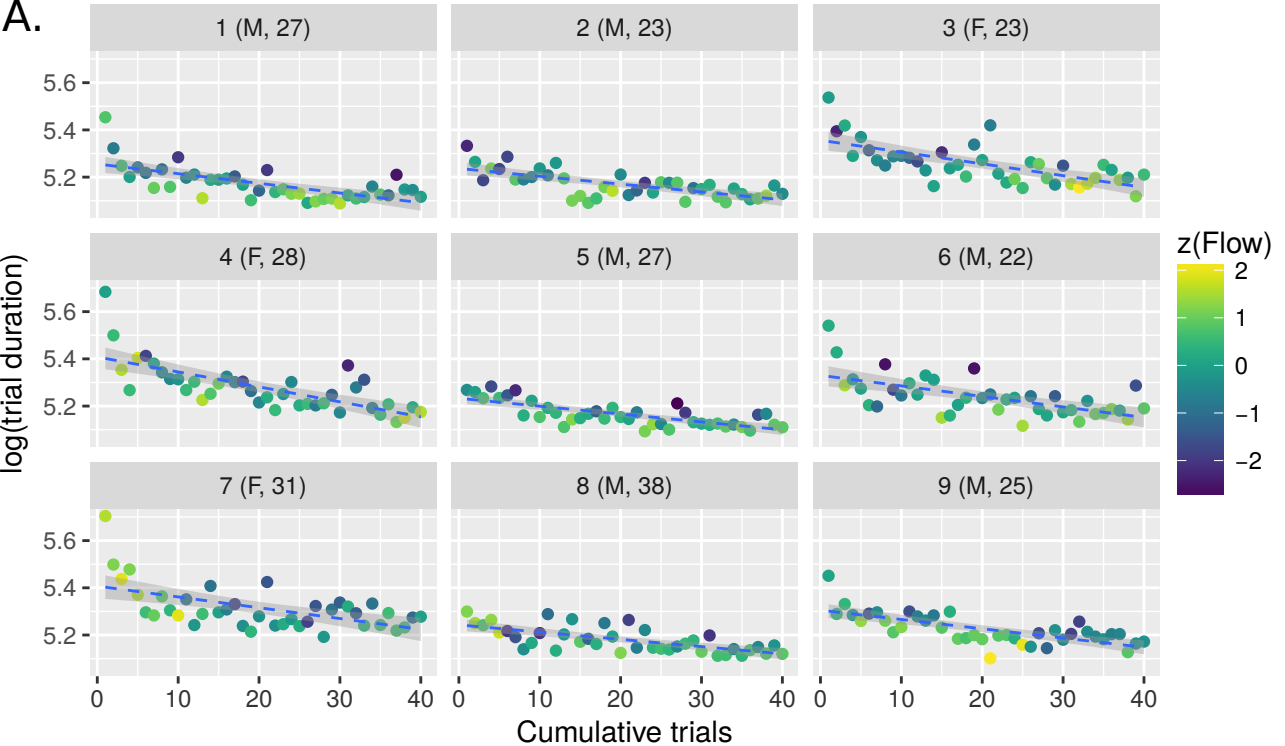 A.
1 (M, 27) 2 (M, 23) 3 (F, 23)
5.6
5.4
5.2
4 (F, 28) 5 (M, 27) 6 (M, 22)
5.6
5.4
5.2
7 (F, 31) 8 (M, 38) 9 (M, 25)
5.6
5.4
5.2
0 10 20 30 40 0 10 20 30 40 0 10 20 30 40
Cumulative trials
log(trial duration)
z(Flow)
2
1
0
−1
−2